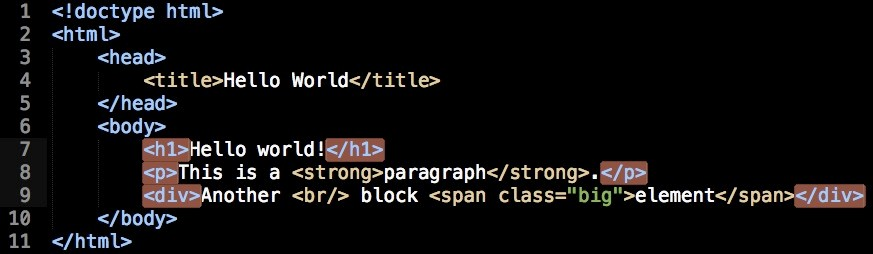 1 <!doctype html>
2 <html>
3     <head>
4         <title>Hello World</title>
5     </head>
6     <body>
7         <h1>Hello world!</h1>
8         <p>This is a <strong>paragraph</strong>.</p>
9         <div>Another <br/> block <span class="big">element</span></div>
10     </body>
11 </html>